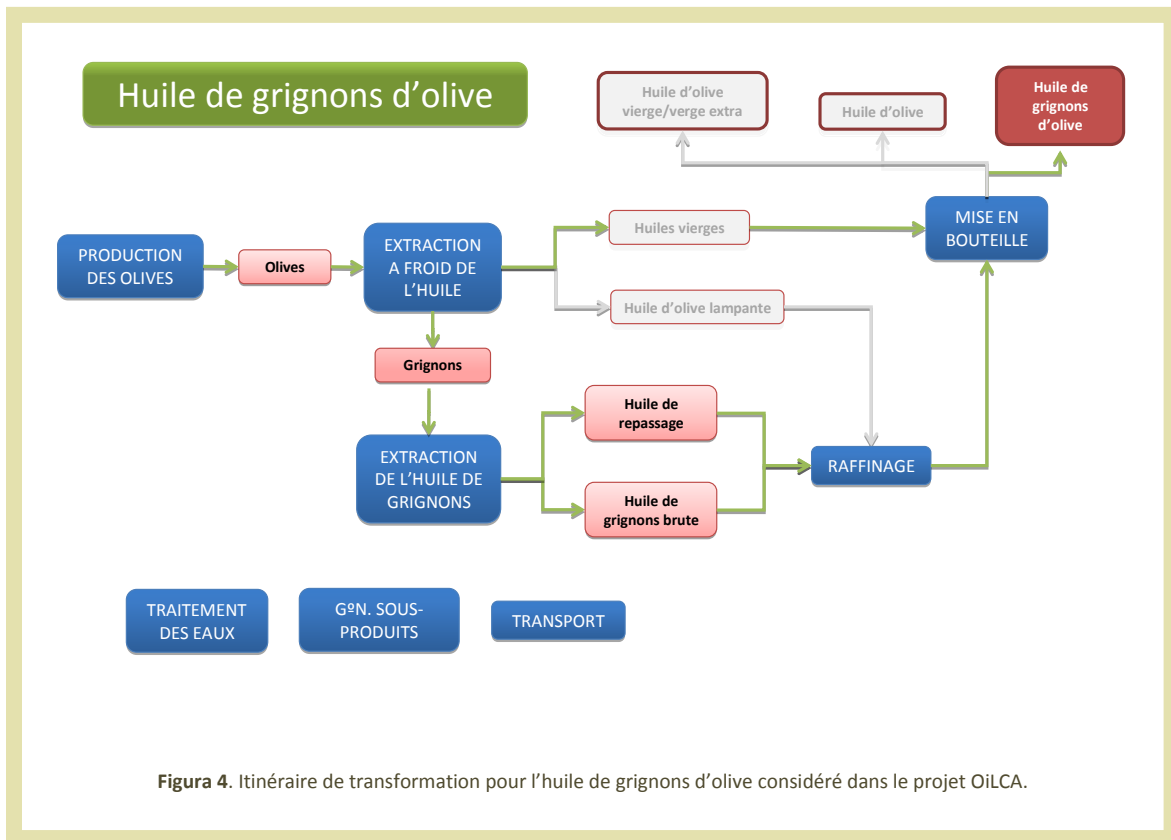 Huile de grignons d'olive
Huile d'olive
vierge/verge extra
Huile d'olive
Huile de
grignons
d'olive
PRODUCTION
DES OLIVES
Olives
EXTRACTION
A FROID DE
L'HUILE
Huiles vierges
MISE EN
BOUTEILLE
Huile d'olive lampante
Grignons
EXTRACTION
DE L'HUILE DE
GRIGNONS
Huile de
repassage
Huile de
grignons brute
RAFFINAGE
TRAITEMENT
DES EAUX
GºN. SOUS-
PRODUITS
TRANSPORT
Figura 4. Itinéraire de transformation pour l'huile de grignons d'olive considéré dans le projet OiLCA.